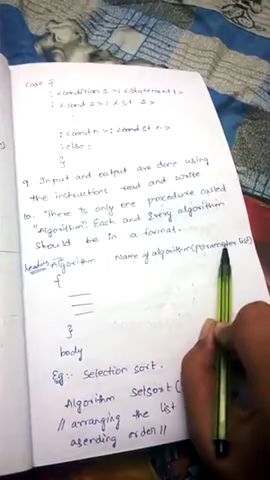 case {
: <condition 1> : <statement 1>
: <cond 2> : <st 2>
:
: <cond n> : <cond st n>
: else :
}
9. Input and output are done using
the instructions read and write
10. "There is only one procedure called
"Algorithm". Each and Every algorithm
should be in a format.
Heading Algorithm name of algorithm(parameter list)
{
}
body
Eg:- Selection sort.
Algorithm Selsort (
// arranging the list
asending order //